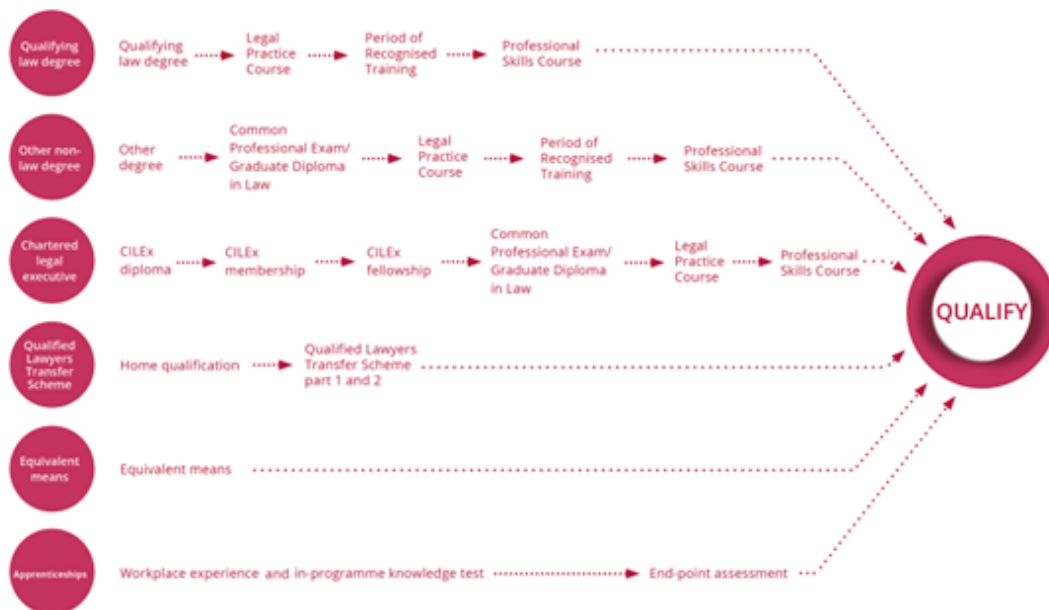 Qualifying
law degree
Qualifying
law degree
Legal
Practice
Course
Period of
Recognised
Training
Professional
Skills Course
Other non-
law degree
Other
degree
Common
Professional Exam/
Graduate Diploma
in Law
Legal
Practice
Course
Period of
Recognised
Training
Professional
Skills Course
Chartered
legal
executive
CILEx
diploma
CILEx
membership
CILEx
fellowship
Common
Professional Exam/
Graduate Diploma
in Law
Legal
Practice
Course
Professional
Skills Course
QUALIFY
Qualified
Lawyers
Transfer
Scheme
Home qualification
Qualified Lawyers
Transfer Scheme
part 1 and 2
Equivalent
means
Equivalent means
Apprenticeships
Workplace experience and in-programme knowledge test
End-point assessment